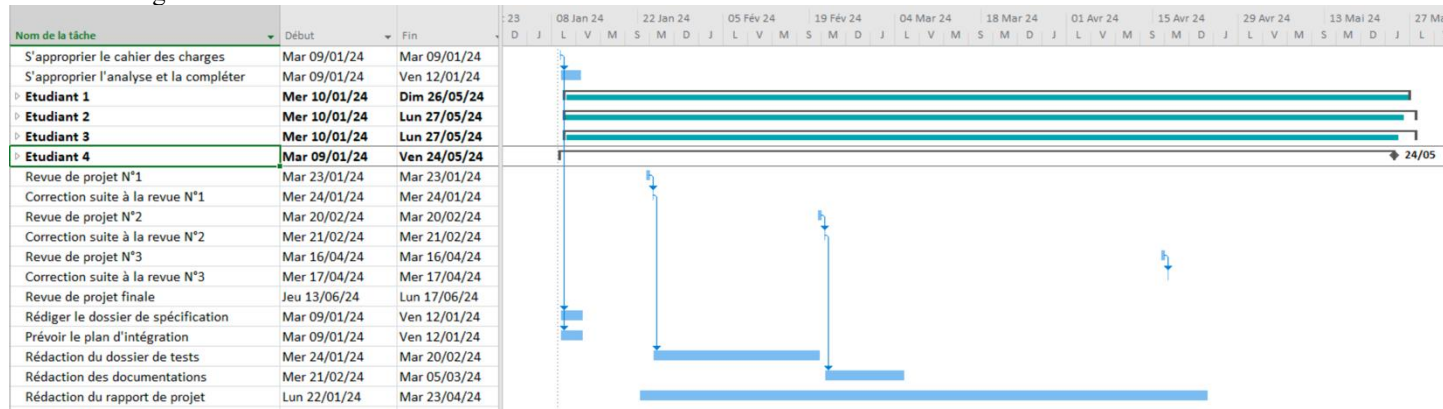 : 23 08 Jan 24 22 Jan 24 05 Fév 24 19 Fév 24 04 Mar 24 18 Mar 24 01 Avr 24 15 Avr 24 29 Avr 24 13 Mai 24 27 Ma
Nom de la tâche Début Fin D J L V M S M D J L V M S M D J L V M S M D J L V M S M D J L V M S M D J L
S'approprier le cahier des charges Mar 09/01/24 Mar 09/01/24
S'approprier l'analyse et la compléter Mar 09/01/24 Ven 12/01/24
Etudiant 1 Mer 10/01/24 Dim 26/05/24
Etudiant 2 Mer 10/01/24 Lun 27/05/24
Etudiant 3 Mer 10/01/24 Lun 27/05/24
Etudiant 4 Mar 09/01/24 Ven 24/05/24 24/05
Revue de projet N°1 Mar 23/01/24 Mar 23/01/24
Correction suite à la revue N°1 Mer 24/01/24 Mer 24/01/24
Revue de projet N°2 Mar 20/02/24 Mar 20/02/24
Correction suite à la revue N°2 Mer 21/02/24 Mer 21/02/24
Revue de projet N°3 Mar 16/04/24 Mar 16/04/24
Correction suite à la revue N°3 Mer 17/04/24 Mer 17/04/24
Revue de projet finale Jeu 13/06/24 Lun 17/06/24
Rédiger le dossier de spécification Mar 09/01/24 Ven 12/01/24
Prévoir le plan d'intégration Mar 09/01/24 Ven 12/01/24
Rédaction du dossier de tests Mer 24/01/24 Mar 20/02/24
Rédaction des documentations Mer 21/02/24 Mar 05/03/24
Rédaction du rapport de projet Lun 22/01/24 Mar 23/04/24